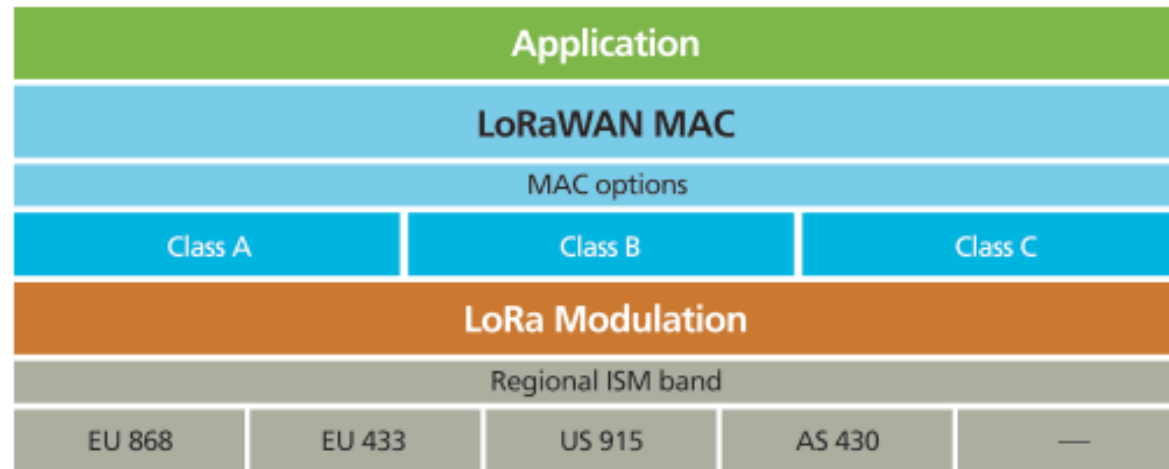 Application
LoRaWAN MAC
MAC options
Class A Class B Class C
LoRa Modulation
Regional ISM band
EU 868 EU 433 US 915 AS 430 —